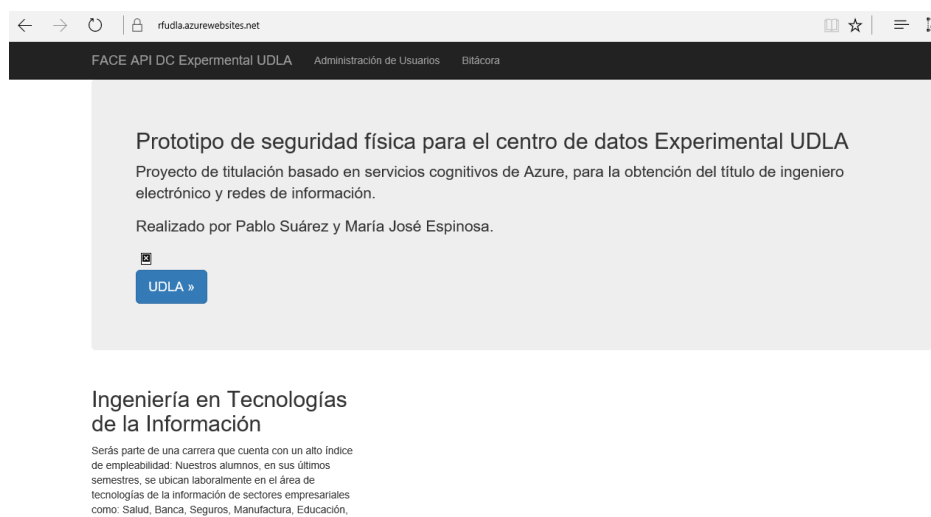 rfudla.azurewebsites.net
FACE API DC Expermental UDLA Administración de Usuarios Bitácora
Prototipo de seguridad física para el centro de datos Experimental UDLA
Proyecto de titulación basado en servicios cognitivos de Azure, para la obtención del título de ingeniero
electrónico y redes de información.
Realizado por Pablo Suárez y María José Espinosa.
UDLA »
Ingeniería en Tecnologías
de la Información
Serás parte de una carrera que cuenta con un alto índice
de empleabilidad: Nuestros alumnos, en sus últimos
semestres, se ubican laboralmente en el área de
tecnologías de la información de sectores empresariales
como: Salud, Banca, Seguros, Manufactura, Educación,